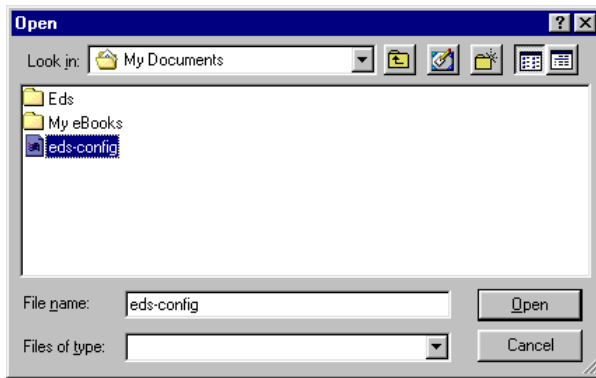 Open
Look in: My Documents
Eds
My eBooks
eds-config
File name: eds-config Open
Files of type: Cancel